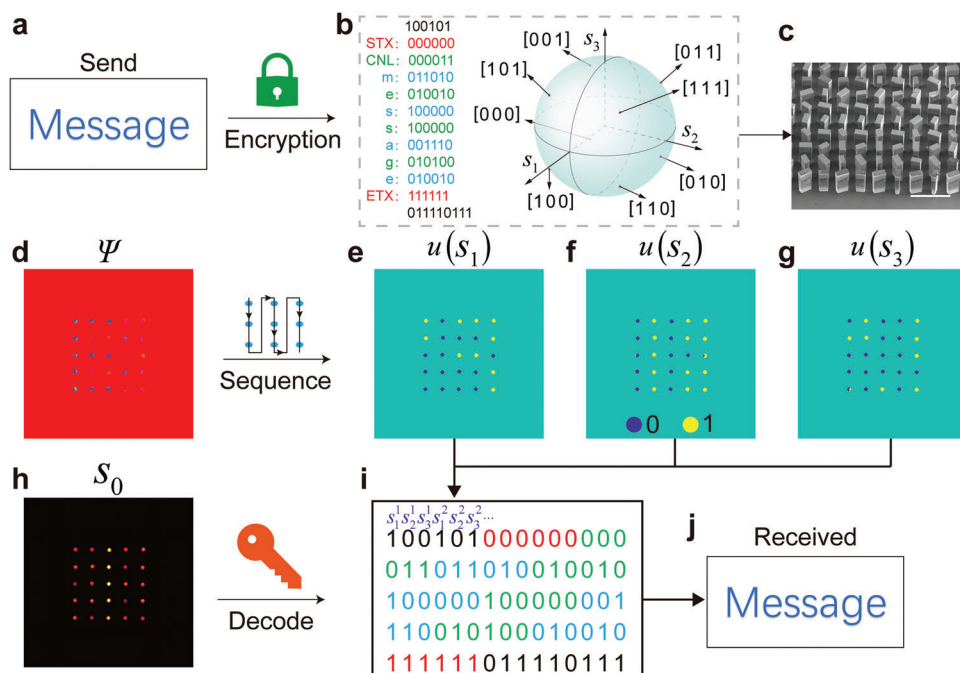 a
Send
Message
Encryption
b
100101
STX: 000000
CNL: 000011
m: 011010
e: 010010
s: 100000
s: 100000
a: 001110
g: 010100
e: 010010
ETX: 111111
011110111
s3
[001]
[011]
[101]
[111]
[000]
s2
s1
[010]
[100]
[110]
c
d
Ψ
Sequence
e
u(s1)
f
u(s2)
0 1
g
u(s3)
h
s0
Decode
i
s₁¹s₂¹s₃¹s₁²s₂²s₃²...
100101000000000
011011010010010
100000100000001
110010100010010
111111011110111
j
Received
Message